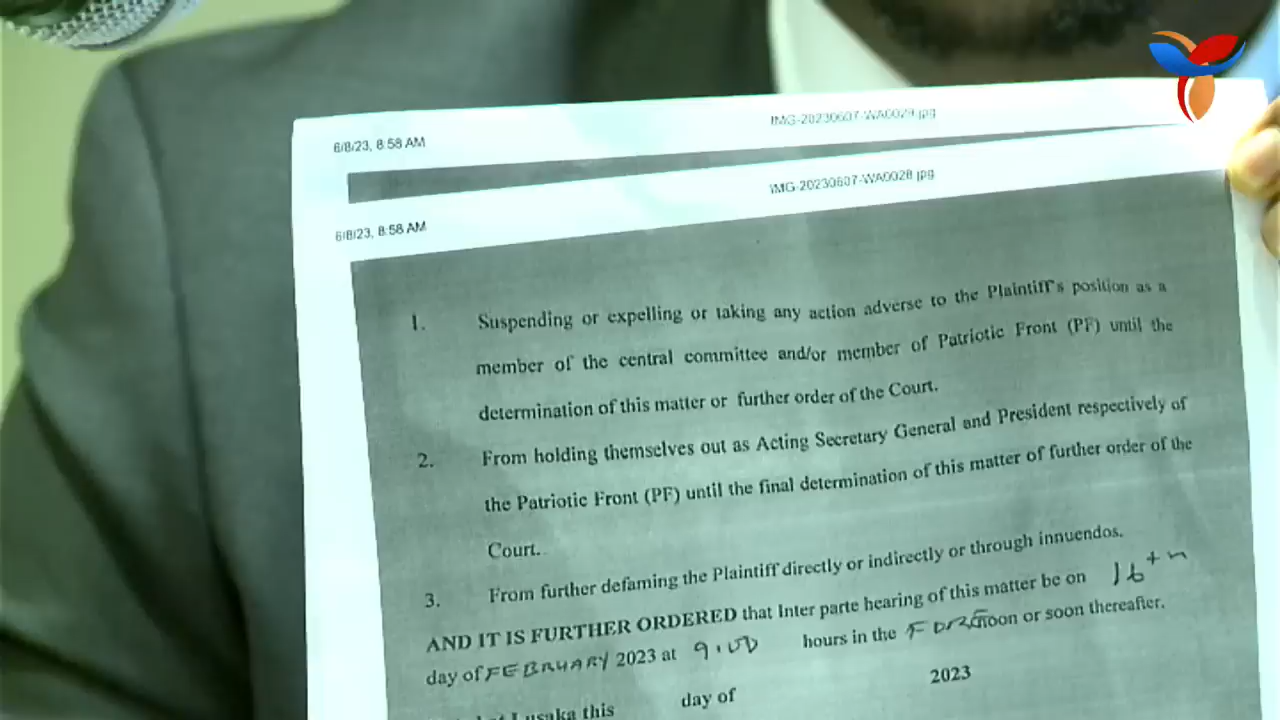 6/8/23, 8:58 AM
IMG-20230607-WA0029.jpg
6/8/23, 8:58 AM
IMG-20230607-WA0028.jpg
1. Suspending or expelling or taking any action adverse to the Plaintiff's position as a
member of the central committee and/or member of Patriotic Front (PF) until the
determination of this matter or further order of the Court.
2. From holding themselves out as Acting Secretary General and President respectively of
the Patriotic Front (PF) until the final determination of this matter of further order of the
Court.
3. From further defaming the Plaintiff directly or indirectly or through innuendos.
AND IT IS FURTHER ORDERED that Inter parte hearing of this matter be on 16th
day of FEBRUARY 2023 at 9:00 hours in the FOREnoon or soon thereafter.
at Lusaka this day of 2023